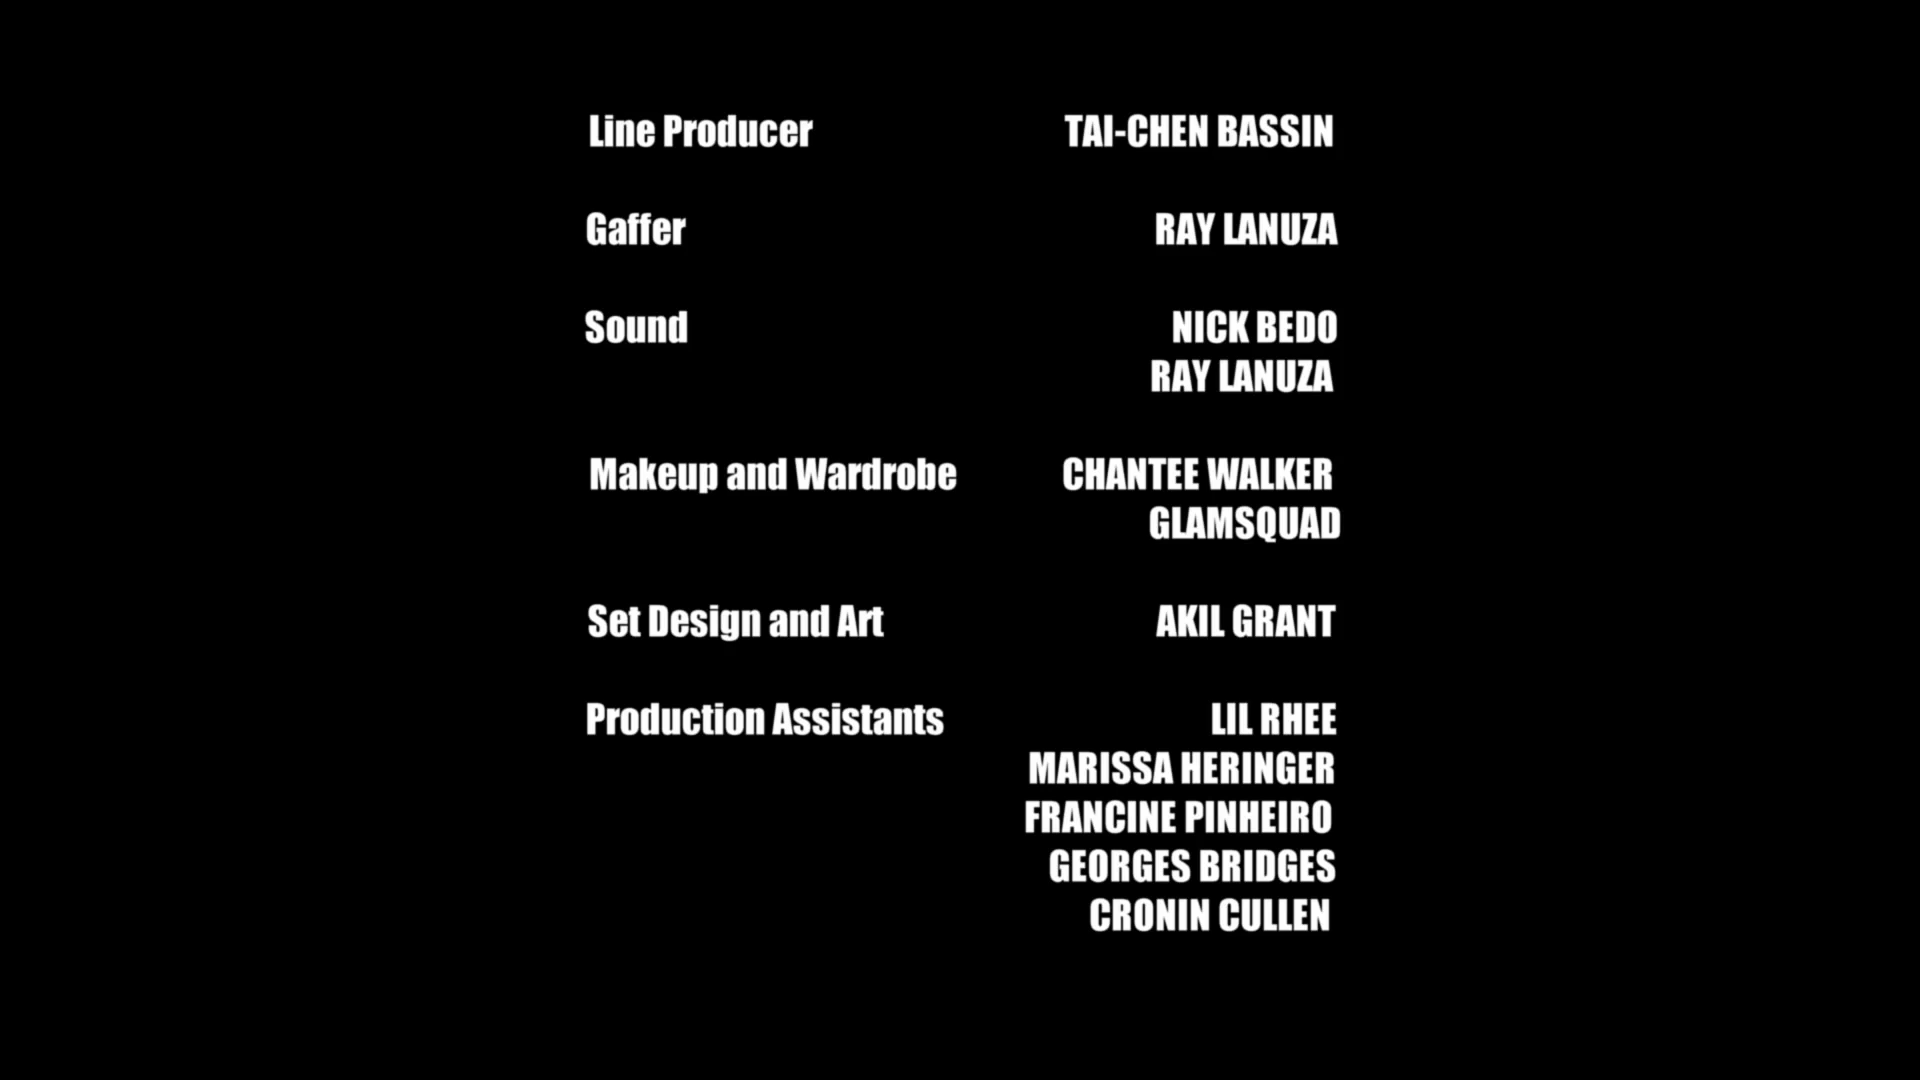 Line Producer TAI-CHEN BASSIN
Gaffer RAY LANUZA
Sound NICK BEDO
RAY LANUZA
Makeup and Wardrobe CHANTEE WALKER
GLAMSQUAD
Set Design and Art AKIL GRANT
Production Assistants LIL RHEE
MARISSA HERINGER
FRANCINE PINHEIRO
GEORGES BRIDGES
CRONIN CULLEN